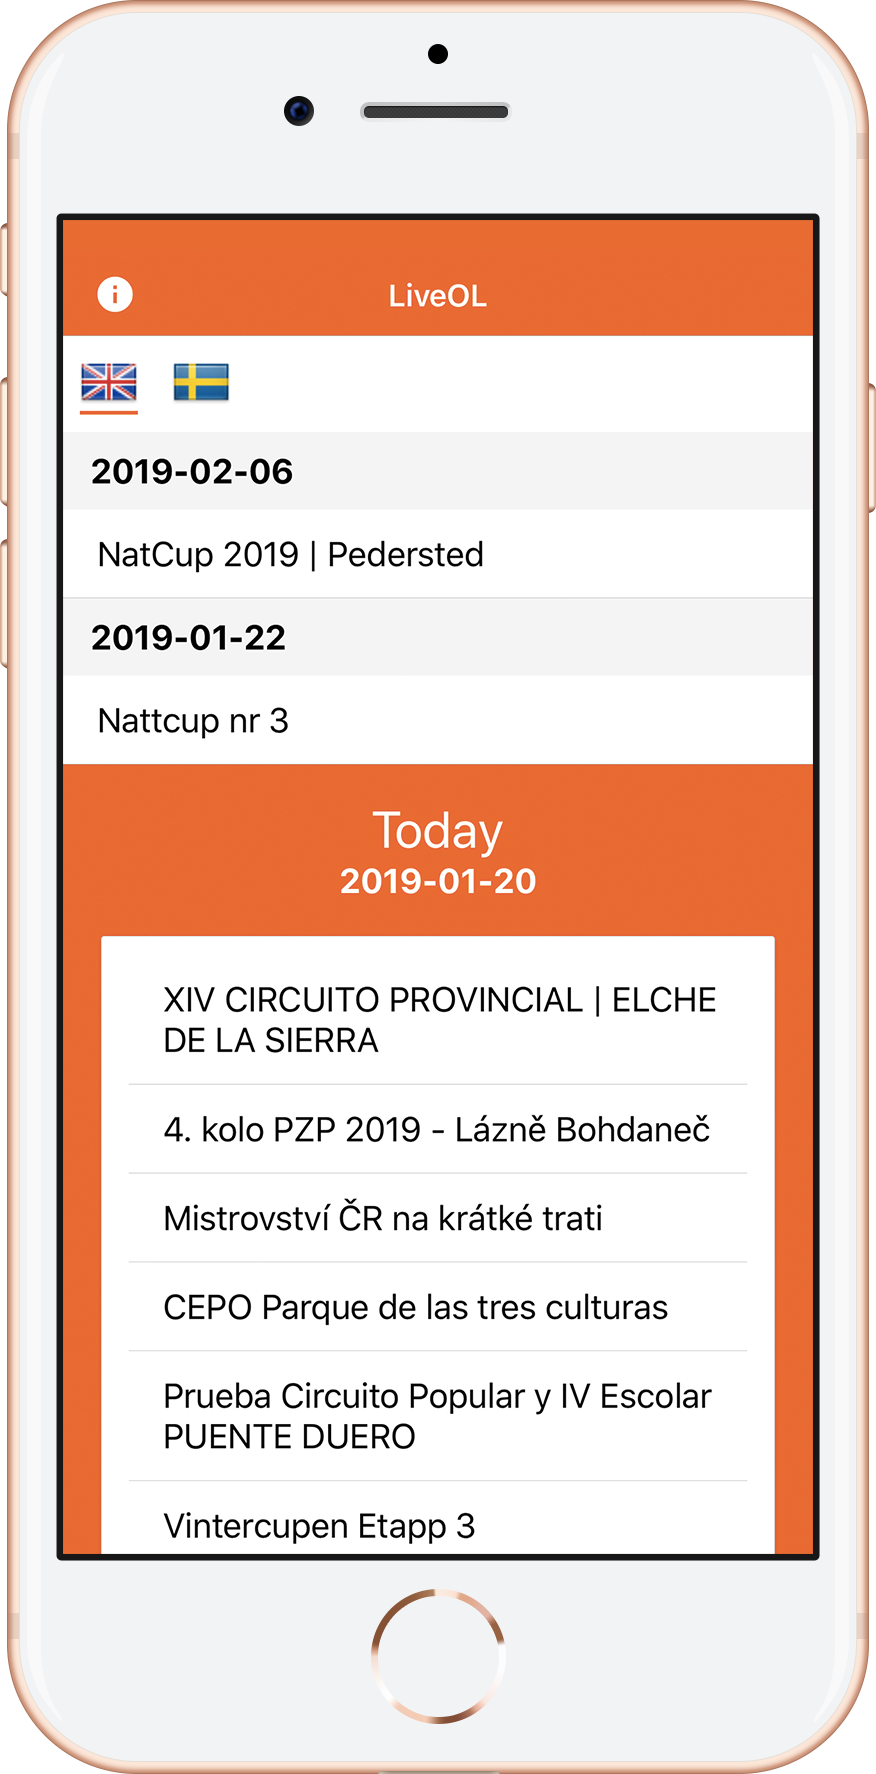 LiveOL
2019-02-06
NatCup 2019 | Pedersted
2019-01-22
Nattcup nr 3
Today
2019-01-20
XIV CIRCUITO PROVINCIAL | ELCHE
DE LA SIERRA
4. kolo PZP 2019 - Lázně Bohdaneč
Mistrovství ČR na krátké trati
CEPO Parque de las tres culturas
Prueba Circuito Popular y IV Escolar
PUENTE DUERO
Vintercupen Etapp 3